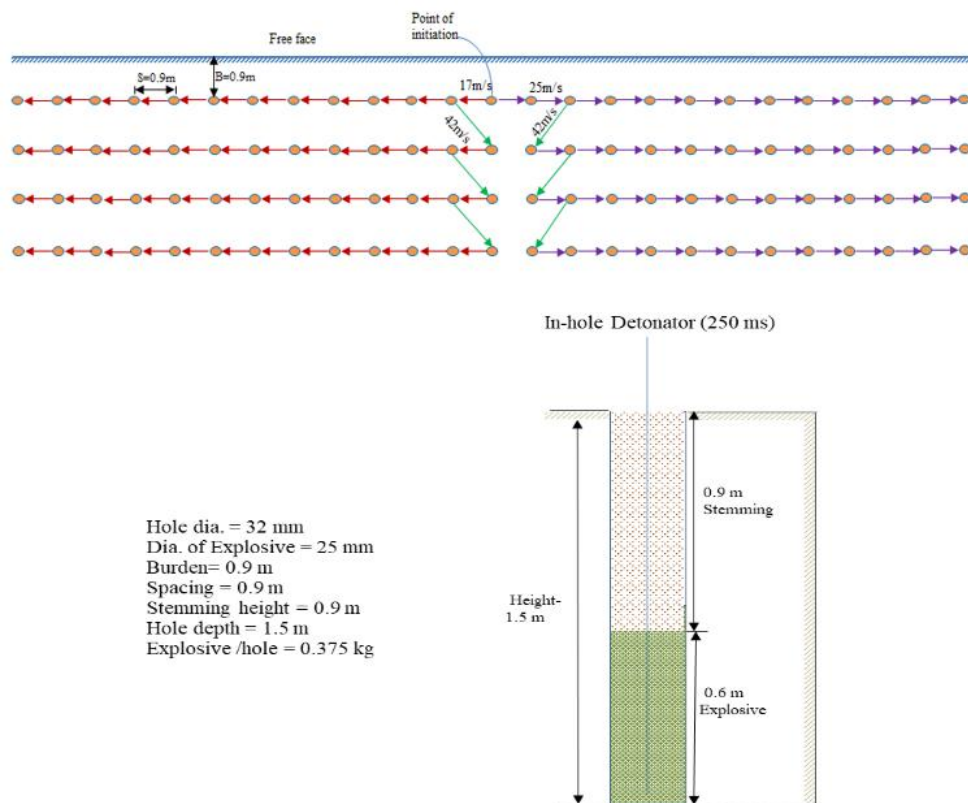 Point of
initiation
Free face
S=0.9m
B=0.9m
17m/s
25m/s
42m/s
42m/s
In-hole Detonator (250 ms)
0.9 m
Stemming
Hole dia. = 32 mm
Dia. of Explosive = 25 mm
Burden= 0.9 m
Spacing = 0.9 m
Stemming height = 0.9 m
Hole depth = 1.5 m
Explosive /hole = 0.375 kg
Height-
1.5 m
0.6 m
Explosive